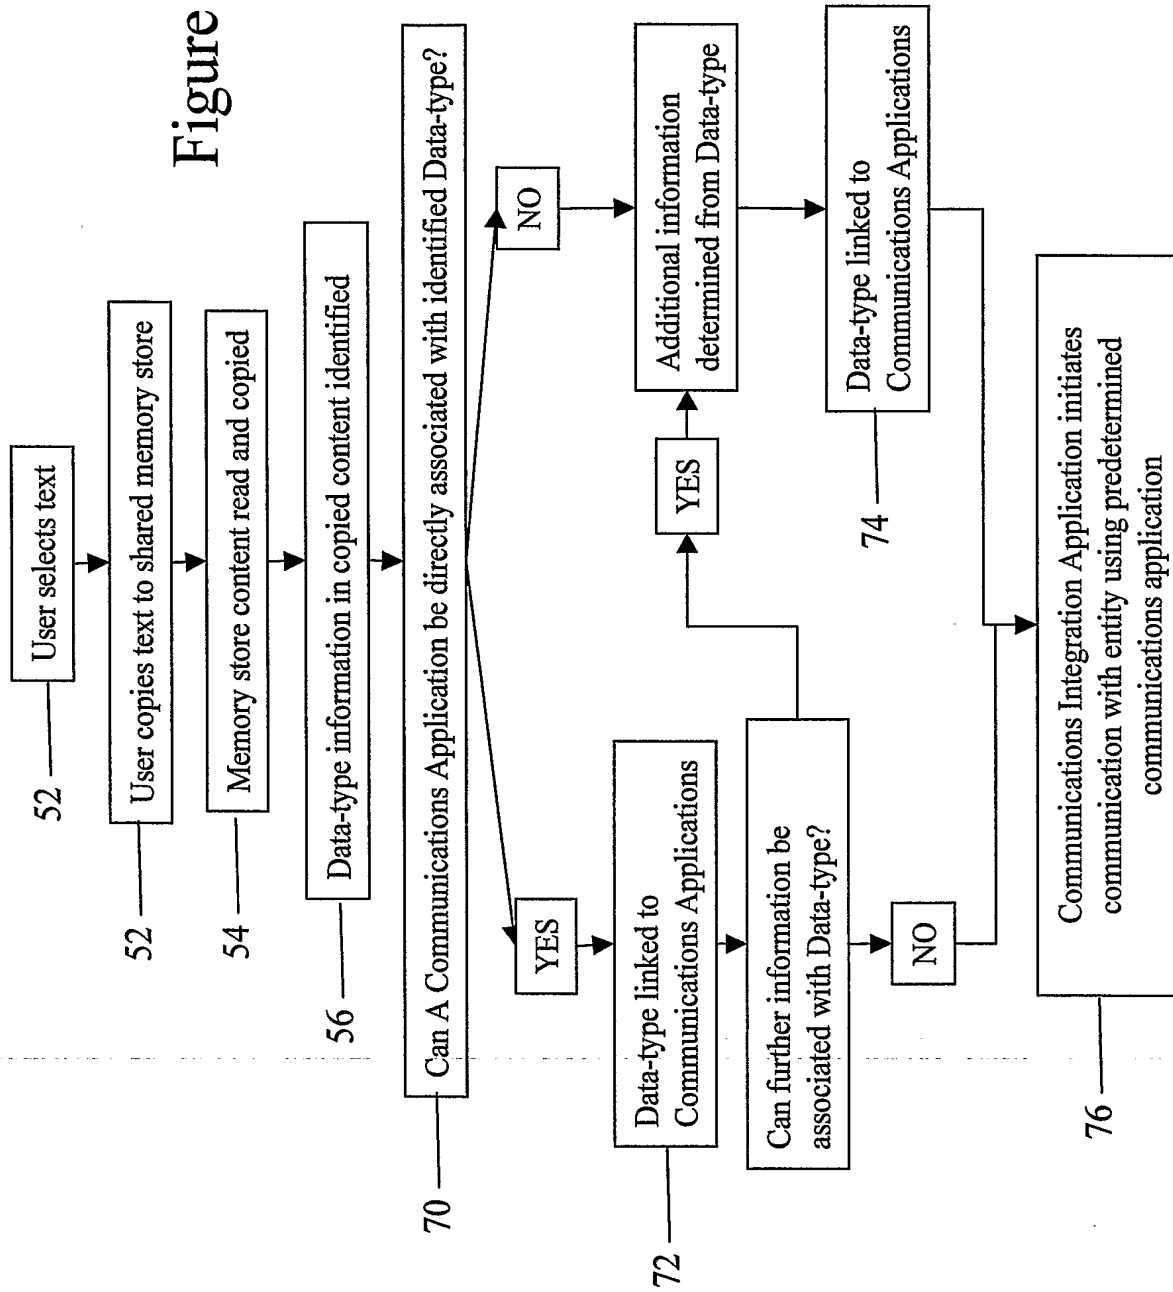 Figure
52
User selects text
52
User copies text to shared memory store
54
Memory store content read and copied
56
Data-type information in copied content identified
70
Can A Communications Application be directly associated with identified Data-type?
YES
NO
72
Data-type linked to
Communications Applications
Additional information
determined from Data-type
YES
Can further information be
associated with Data-type?
74
Data-type linked to
Communications Applications
NO
76
Communications Integration Application initiates
communication with entity using predetermined
communications application